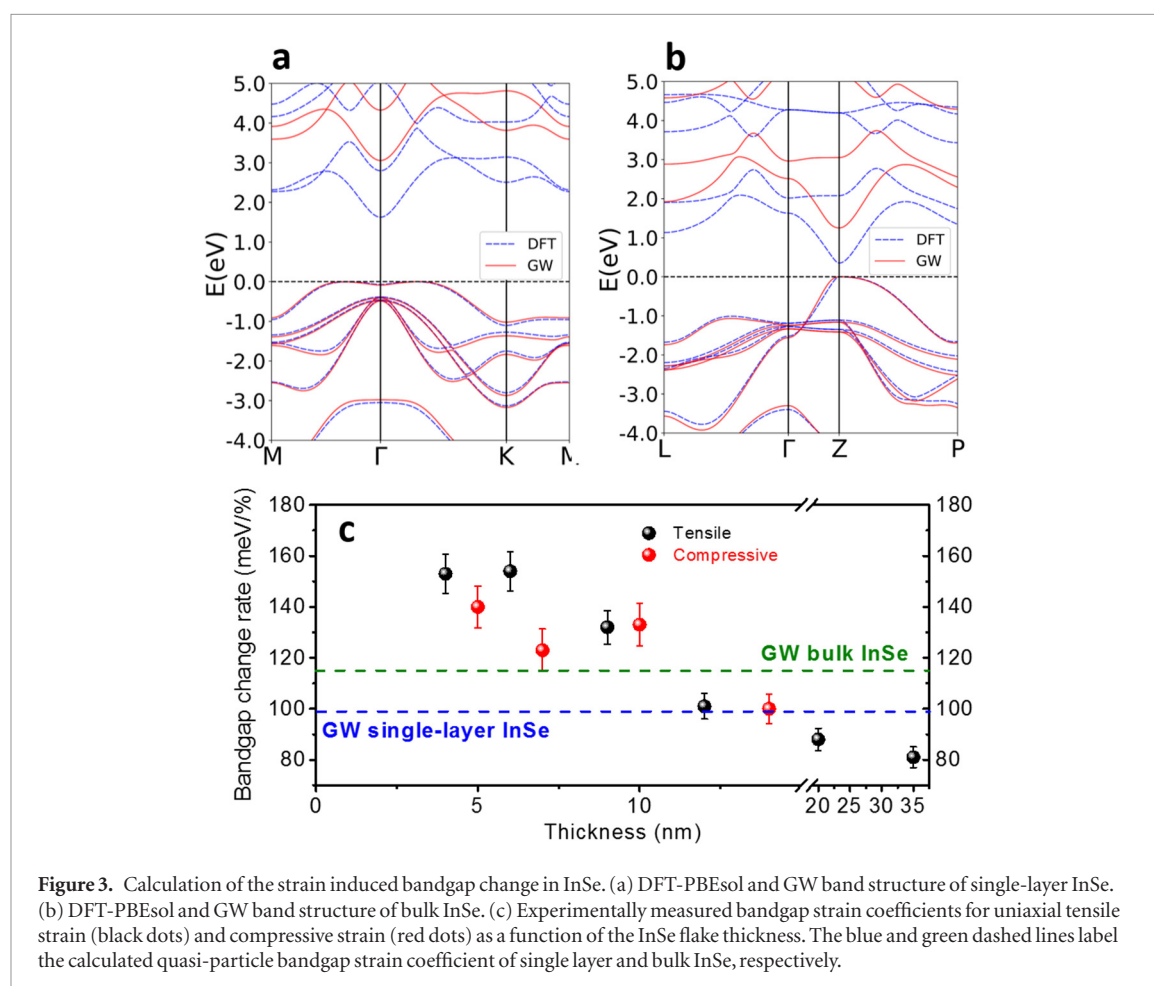 a
b
5.0
4.0
3.0
2.0
1.0
0.0
-1.0
-2.0
-3.0
-4.0
E(eV)
DFT
GW
M
Γ
K
5.0
4.0
3.0
2.0
1.0
0.0
-1.0
-2.0
-3.0
-4.0
E(eV)
DFT
GW
L
Γ
Z
P
c
Bandgap change rate (meV/%)
180
160
140
120
100
80
Tensile
Compressive
GW bulk InSe
GW single-layer InSe
180
160
140
120
100
80
0 5 10 20 25 30 35
Thickness (nm)
Figure 3. Calculation of the strain induced bandgap change in InSe. (a) DFT-PBEsol and GW band structure of single-layer InSe.
(b) DFT-PBEsol and GW band structure of bulk InSe. (c) Experimentally measured bandgap strain coefficients for uniaxial tensile
strain (black dots) and compressive strain (red dots) as a function of the InSe flake thickness. The blue and green dashed lines label
the calculated quasi-particle bandgap strain coefficient of single layer and bulk InSe, respectively.